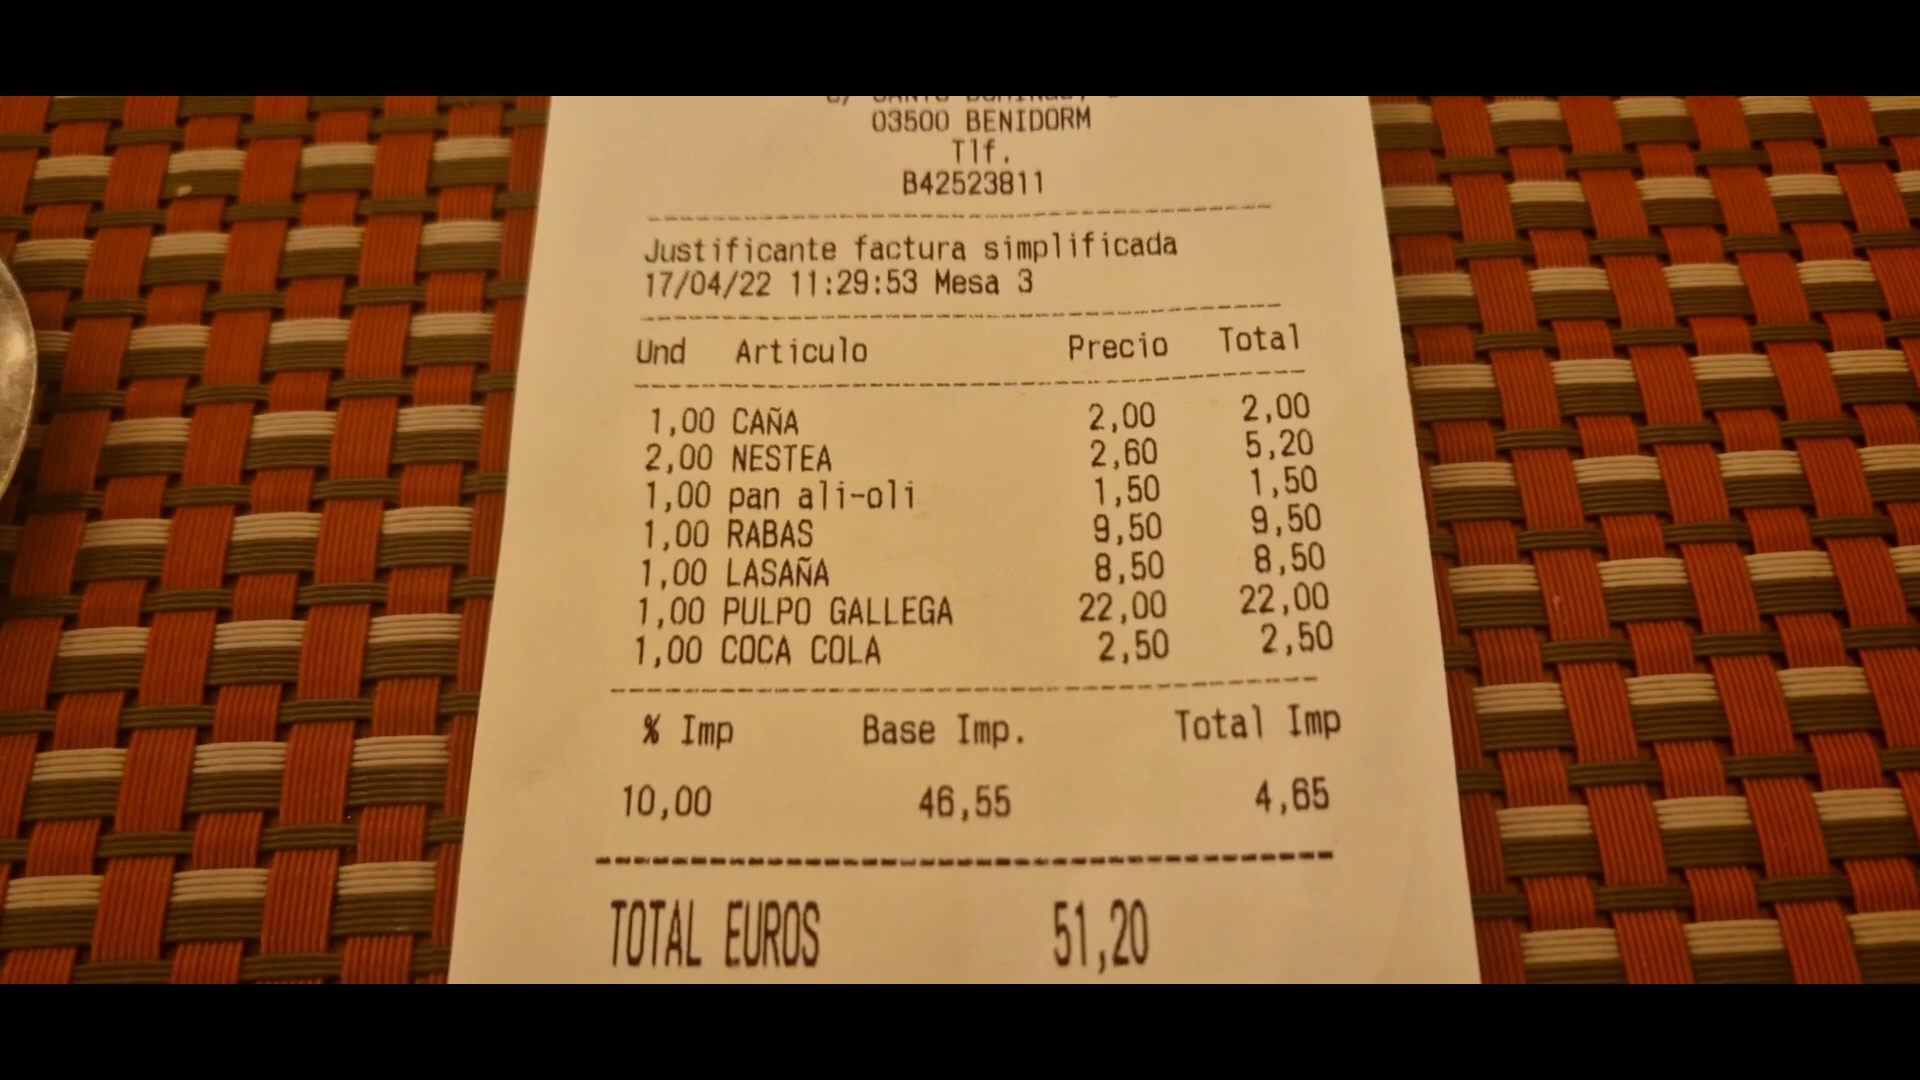 C/ SANTO DOMINGO,
03500 BENIDORM
Tlf.
B42523811
Justificante factura simplificada
17/04/22 11:29:53 Mesa 3
Und Articulo Precio Total
1,00 CAÑA 2,00 2,00
2,00 NESTEA 2,60 5,20
1,00 pan ali-oli 1,50 1,50
1,00 RABAS 9,50 9,50
1,00 LASAÑA 8,50 8,50
1,00 PULPO GALLEGA 22,00 22,00
1,00 COCA COLA 2,50 2,50
% Imp Base Imp. Total Imp
10,00 46,55 4,65
TOTAL EUROS 51,20